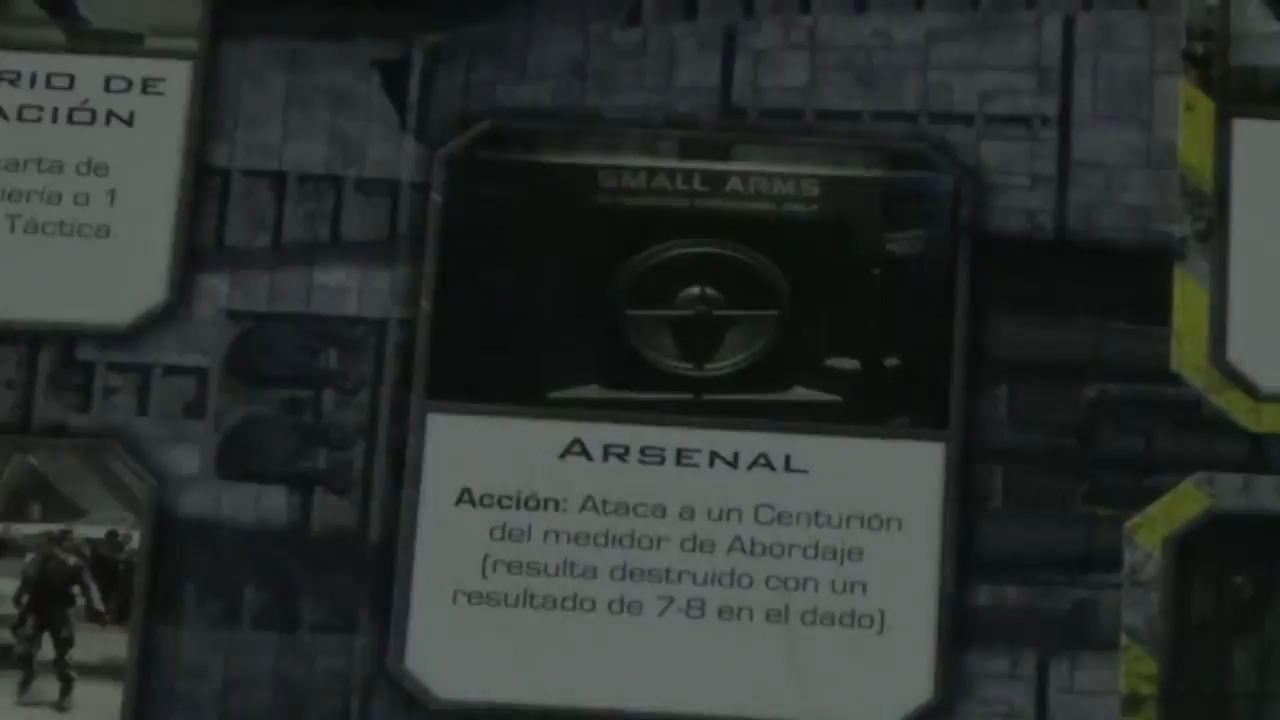 RIO DE
ACIÓN
carta de
iería o 1
Táctica.
SMALL ARMS
ARSENAL
Acción: Ataca a un Centurión
del medidor de Abordaje
(resulta destruido con un
resultado de 7-8 en el dado)